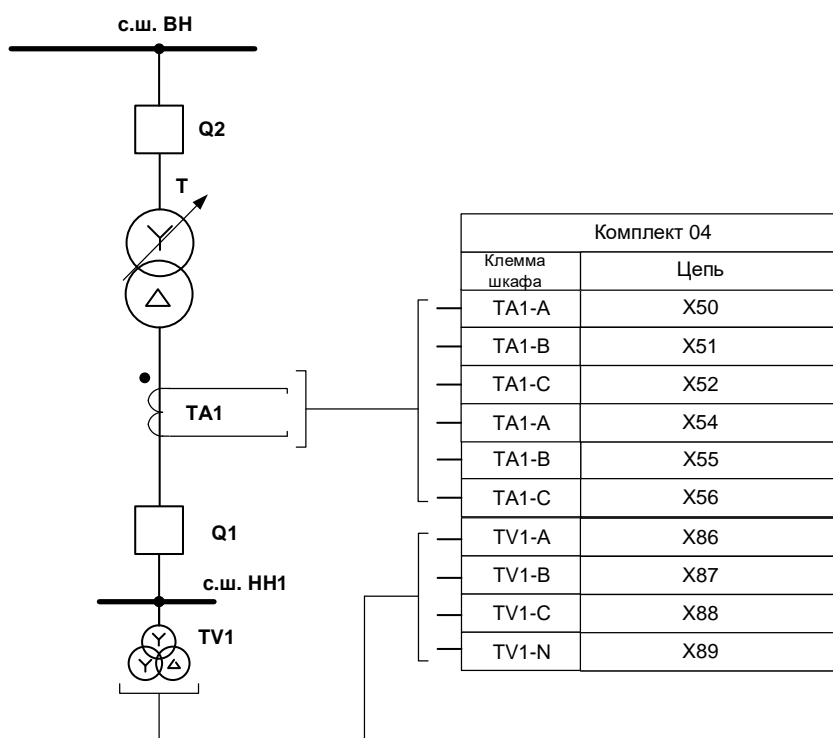 с.ш. ВН
Q2
T
Комплект 04
Клемма шкафа
Цепь
TA1-A X50
TA1-B X51
TA1-C X52
TA1-A X54
TA1-B X55
TA1-C X56
TV1-A X86
TV1-B X87
TV1-C X88
TV1-N X89
TA1
Q1
с.ш. НН1
TV1